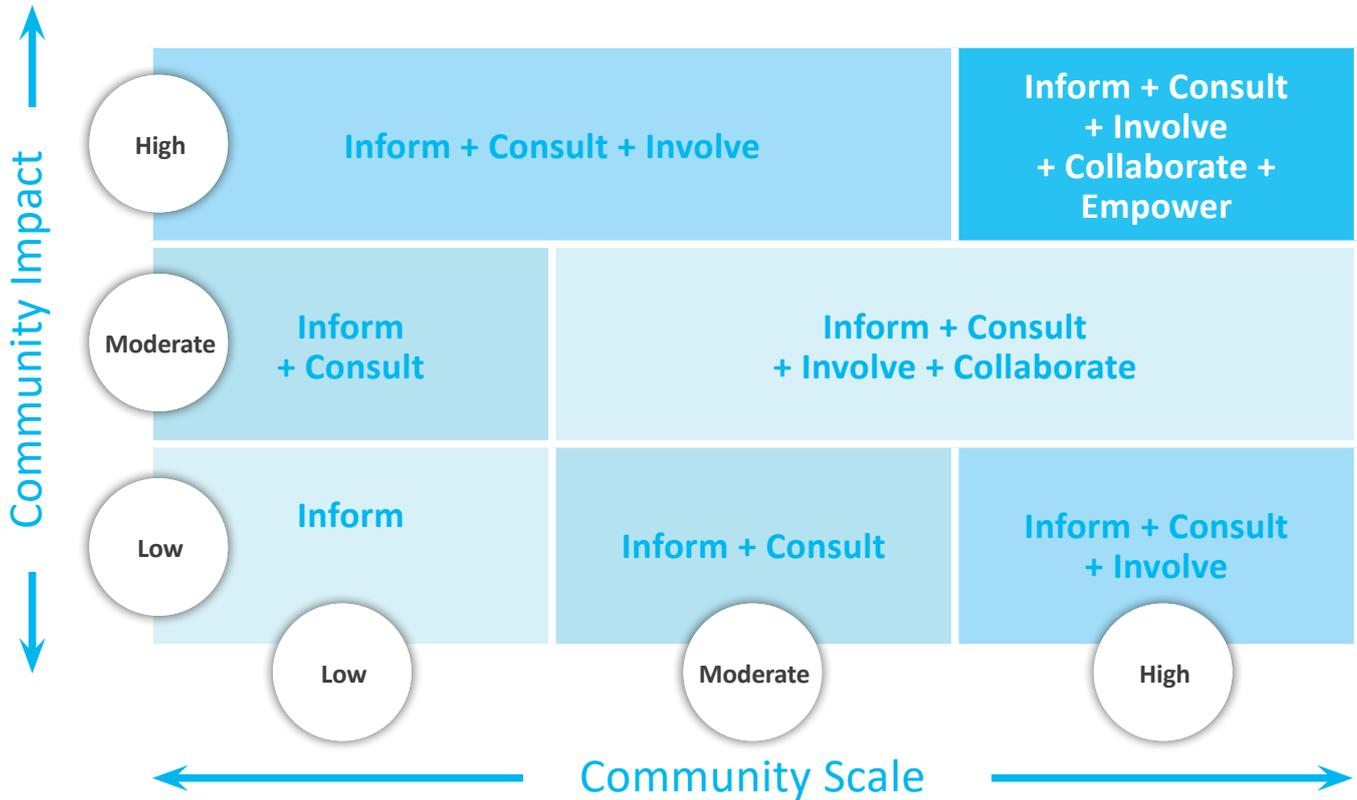 Community Impact
High
Inform + Consult + Involve
Inform + Consult
+ Involve
+ Collaborate +
Empower
Moderate
Inform
+ Consult
Inform + Consult
+ Involve + Collaborate
Low
Inform
Inform + Consult
Inform + Consult
+ Involve
Low
Moderate
High
Community Scale